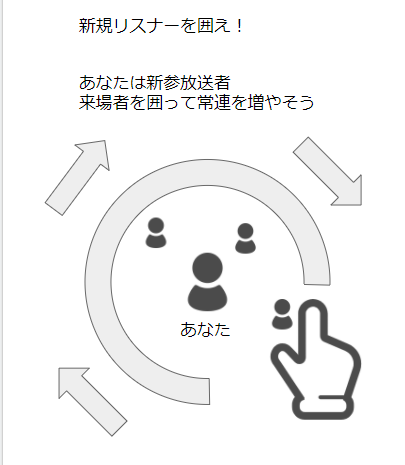 新規リスナーを囲え！
あなたは新参放送者
来場者を囲って常連を増やそう
あなた